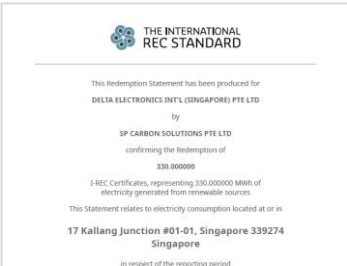 THE INTERNATIONAL
REC STANDARD
This Redemption Statement has been produced for
DELTA ELECTRONICS INT'L (SINGAPORE) PTE LTD
by
SP CARBON SOLUTIONS PTE LTD
confirming the Redemption of
330.000000
I-REC Certificates, representing 330.000000 MWh of
electricity generated from renewable sources
This Statement relates to electricity consumption located at or in
17 Kallang Junction #01-01, Singapore 339274
Singapore
in respect of the reporting period